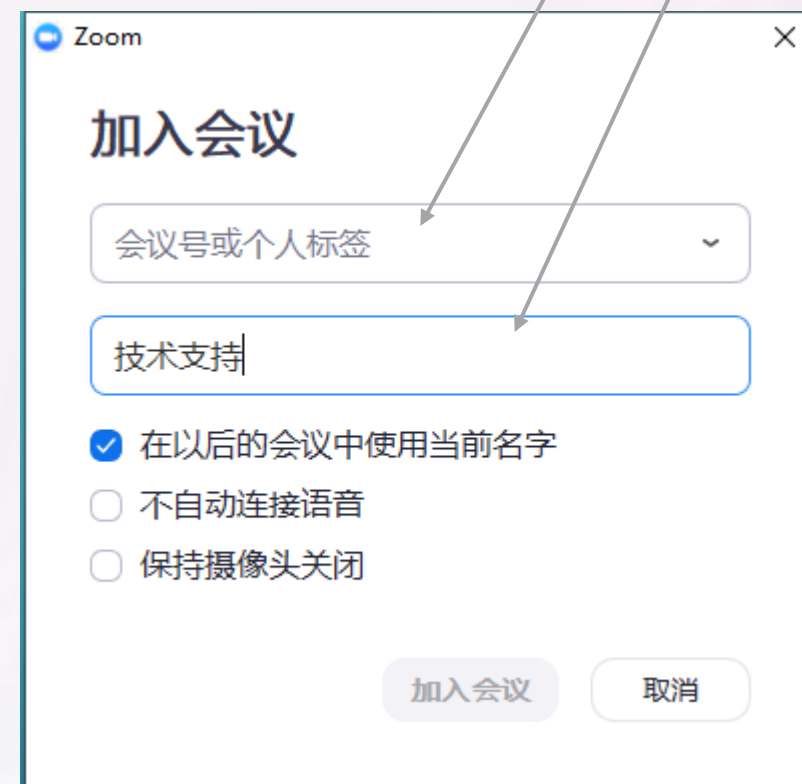 Zoom
加入会议
会议号或个人标签
技术支持
在以后的会议中使用当前名字
不自动连接语音
保持摄像头关闭
加入会议 取消